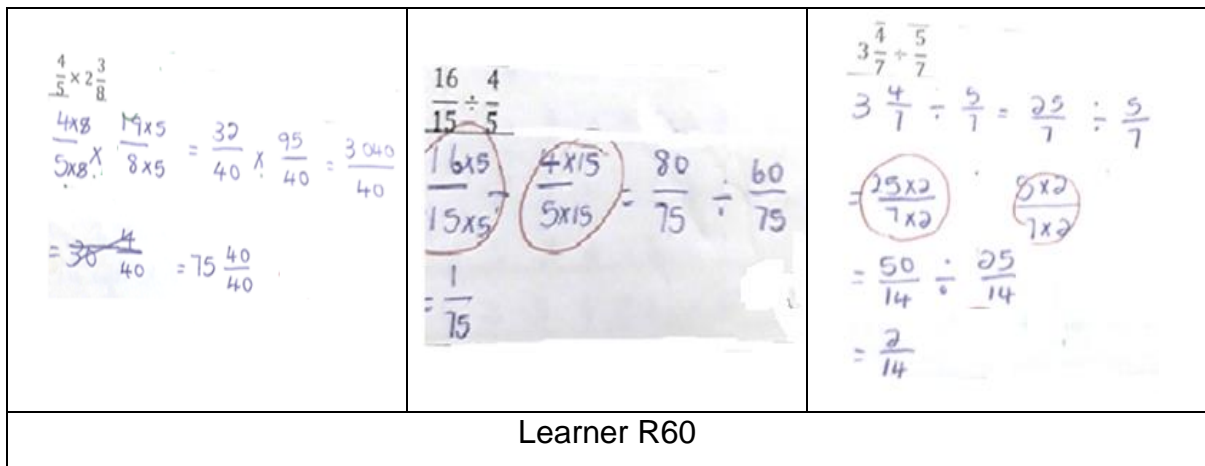 4/5 × 2 3/8
4x8/5x8 x 19x5/8x5 = 32/40 x 95/40 = 3040/40
= 30 4/40 = 75 40/40
16/15 ÷ 4/5
16x5/15x5 ÷ 4x15/5x15 = 80/75 ÷ 60/75
= 1/75
3 4/7 ÷ 5/7
3 4/7 ÷ 5/7 = 25/7 ÷ 5/7
= 25x2/7x2 5x2/7x2
= 50/14 ÷ 25/14
= 2/14
Learner R60